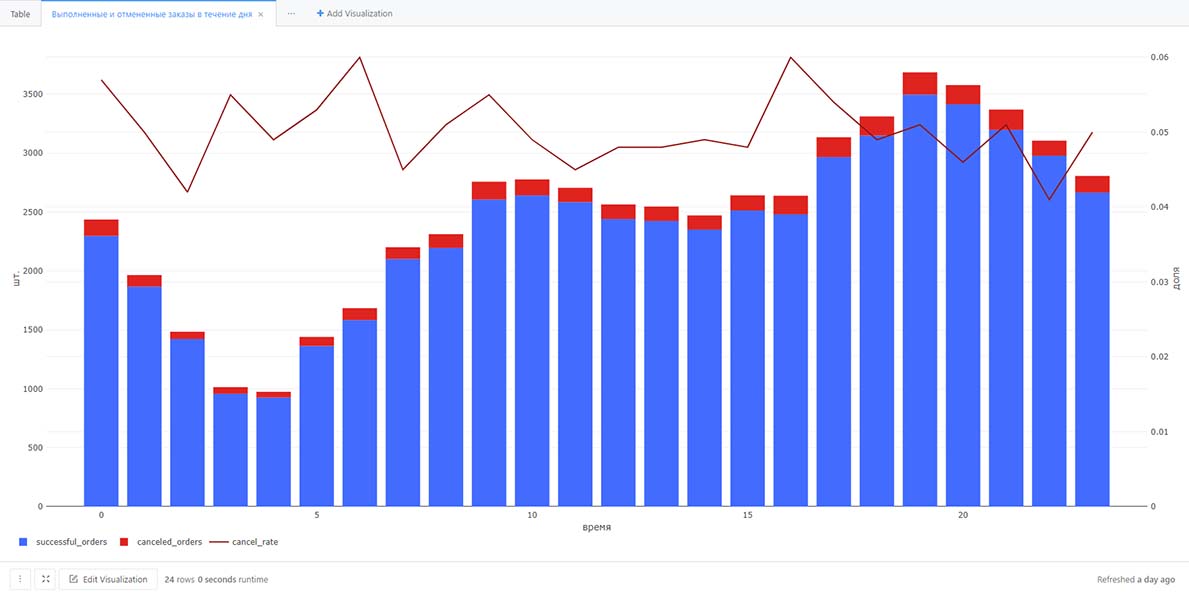 Table
Выполненные и отмененные заказы в течение дня ×
···
+ Add Visualization
0.06
3500
0.05
3000
2500
0.04
2000
шт.
0.03
доля
1500
0.02
1000
0.01
500
0
0
0
5
10
15
20
время
successful_orders
canceled_orders
cancel_rate
Edit Visualization
24 rows 0 seconds runtime
Refreshed a day ago